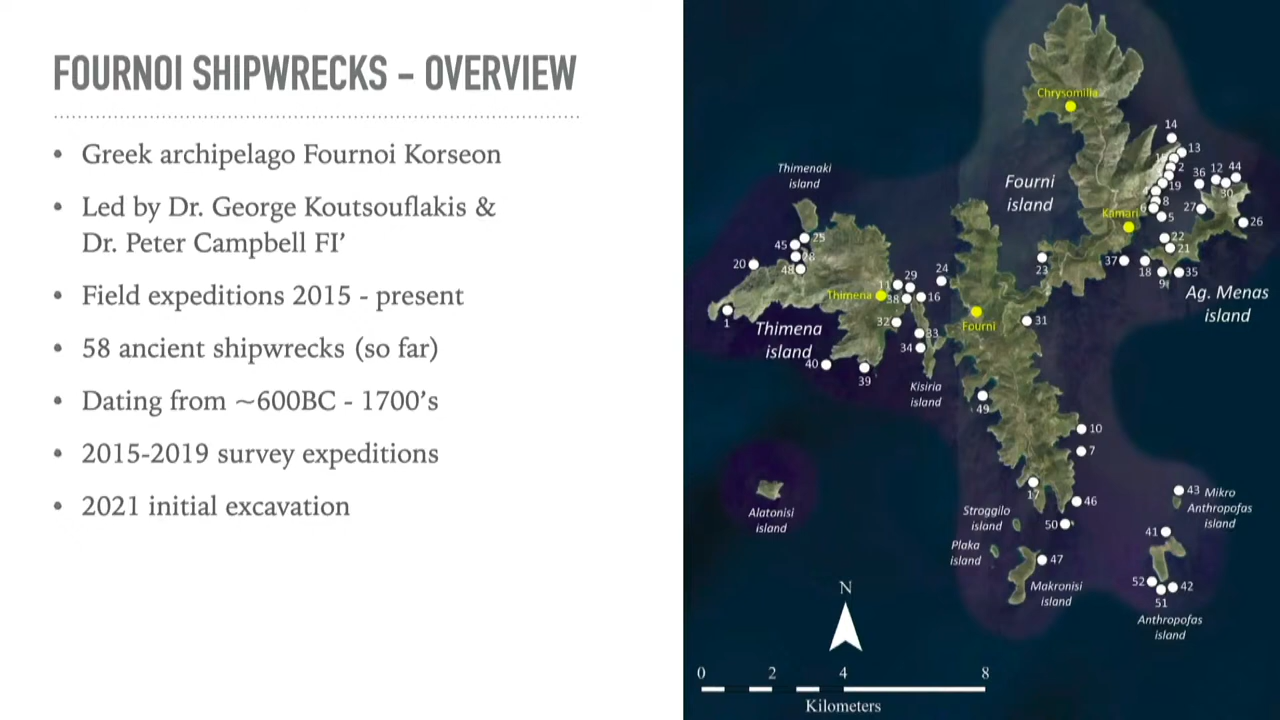 FOURNOI SHIPWRECKS – OVERVIEW
• Greek archipelago Fournoi Korseon
• Led by Dr. George Koutsouflakis &
Dr. Peter Campbell FI’
• Field expeditions 2015 - present
• 58 ancient shipwrecks (so far)
• Dating from ~600BC - 1700’s
• 2015-2019 survey expeditions
• 2021 initial excavation
Chrysomilia
14
13
2
36
12
44
19
30
8
6
5
27
26
Thimenaki
island
Fourni
island
Kamari
22
21
45
25
28
48
20
23
37
18
9
35
24
29
11
38
16
Thimena
Ag. Menas
island
1
Thimena
island
32
33
34
Fourni
31
40
39
Kisiria
island
49
10
7
17
46
43
Mikro
Anthropofas
island
Alatonisi
island
Stroggilo
island
50
41
Plaka
island
47
Makronisi
island
52
42
51
Anthropofas
island
N
0 2 4 8
Kilometers